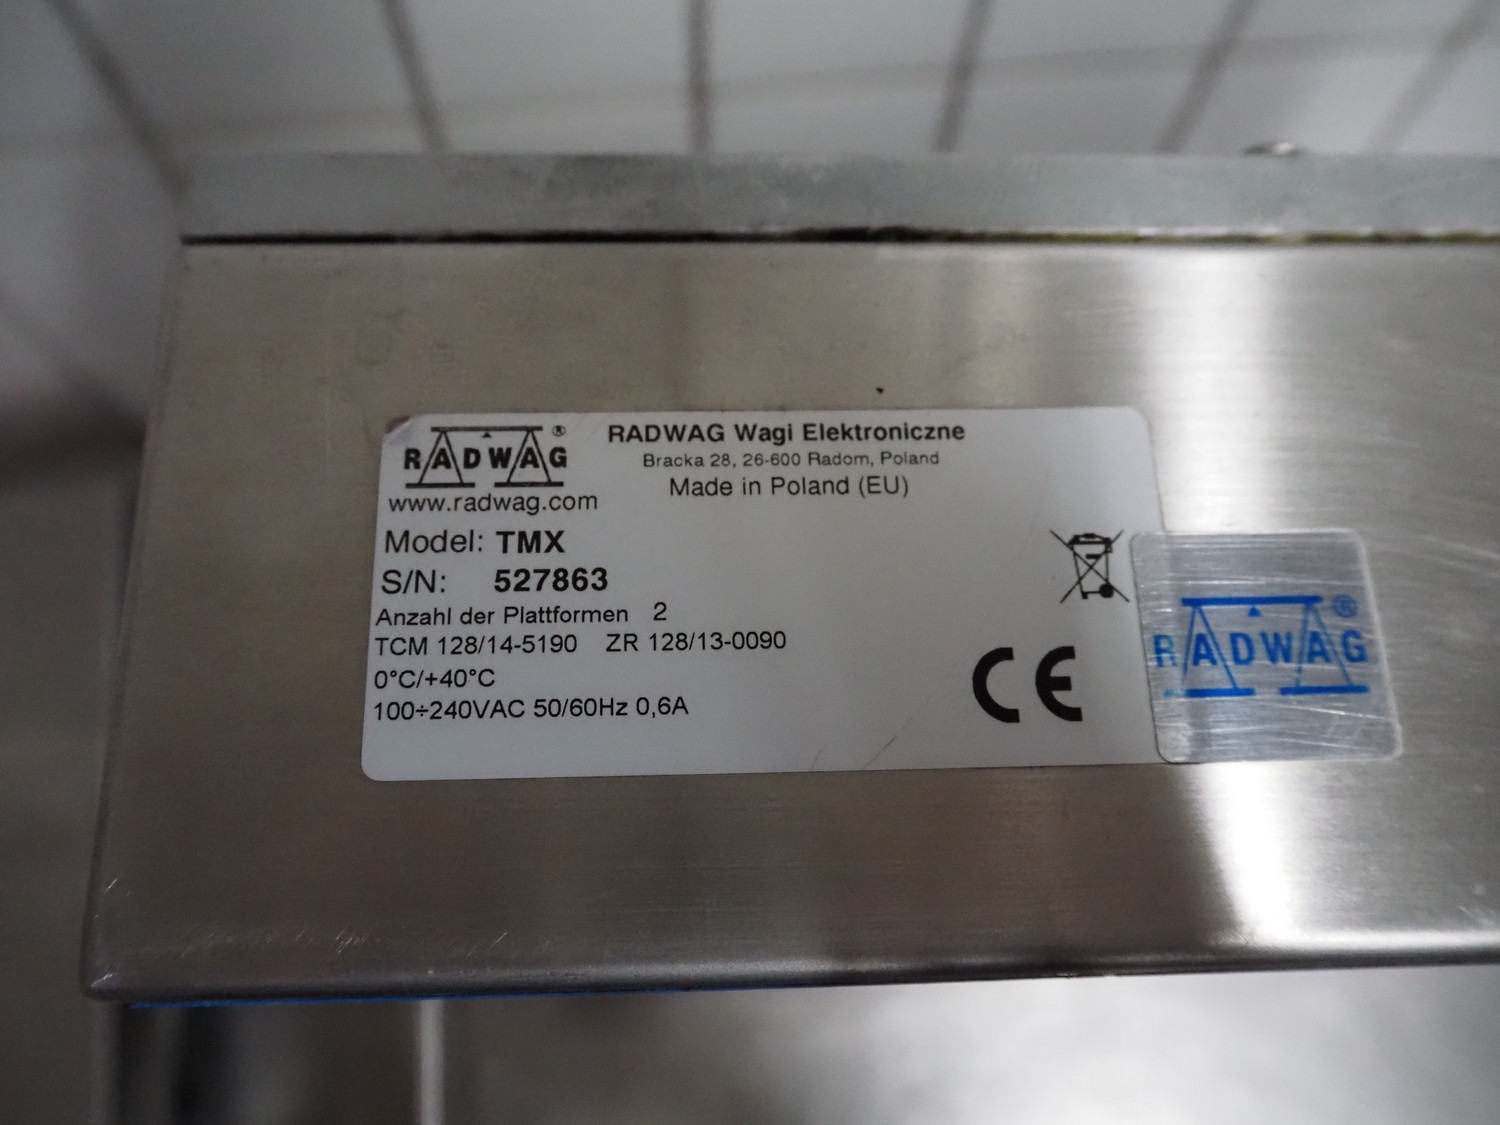 RADWAG®
www.radwag.com
RADWAG Wagi Elektroniczne
Bracka 28, 26-600 Radom, Poland
Made in Poland (EU)
Model: TMX
S/N: 527863
Anzahl der Plattformen 2
TCM 128/14-5190 ZR 128/13-0090
0°C/+40°C
100÷240VAC 50/60Hz 0,6A
CE
RADWAG®